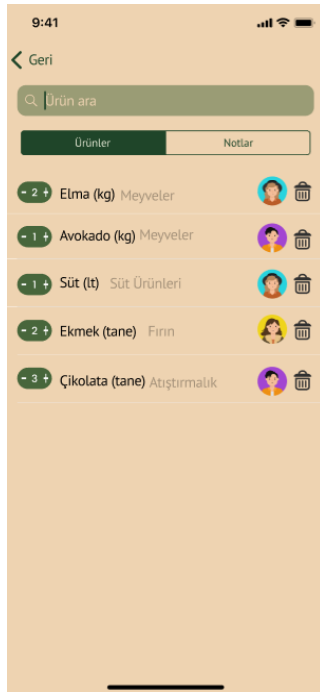 9:41
Geri
Ürün ara
Ürünler Notlar
- 2 + Elma (kg) Meyveler
- 1 + Avokado (kg) Meyveler
- 1 + Süt (lt) Süt Ürünleri
- 2 + Ekmek (tane) Fırın
- 3 + Çikolata (tane) Atıştırmalık